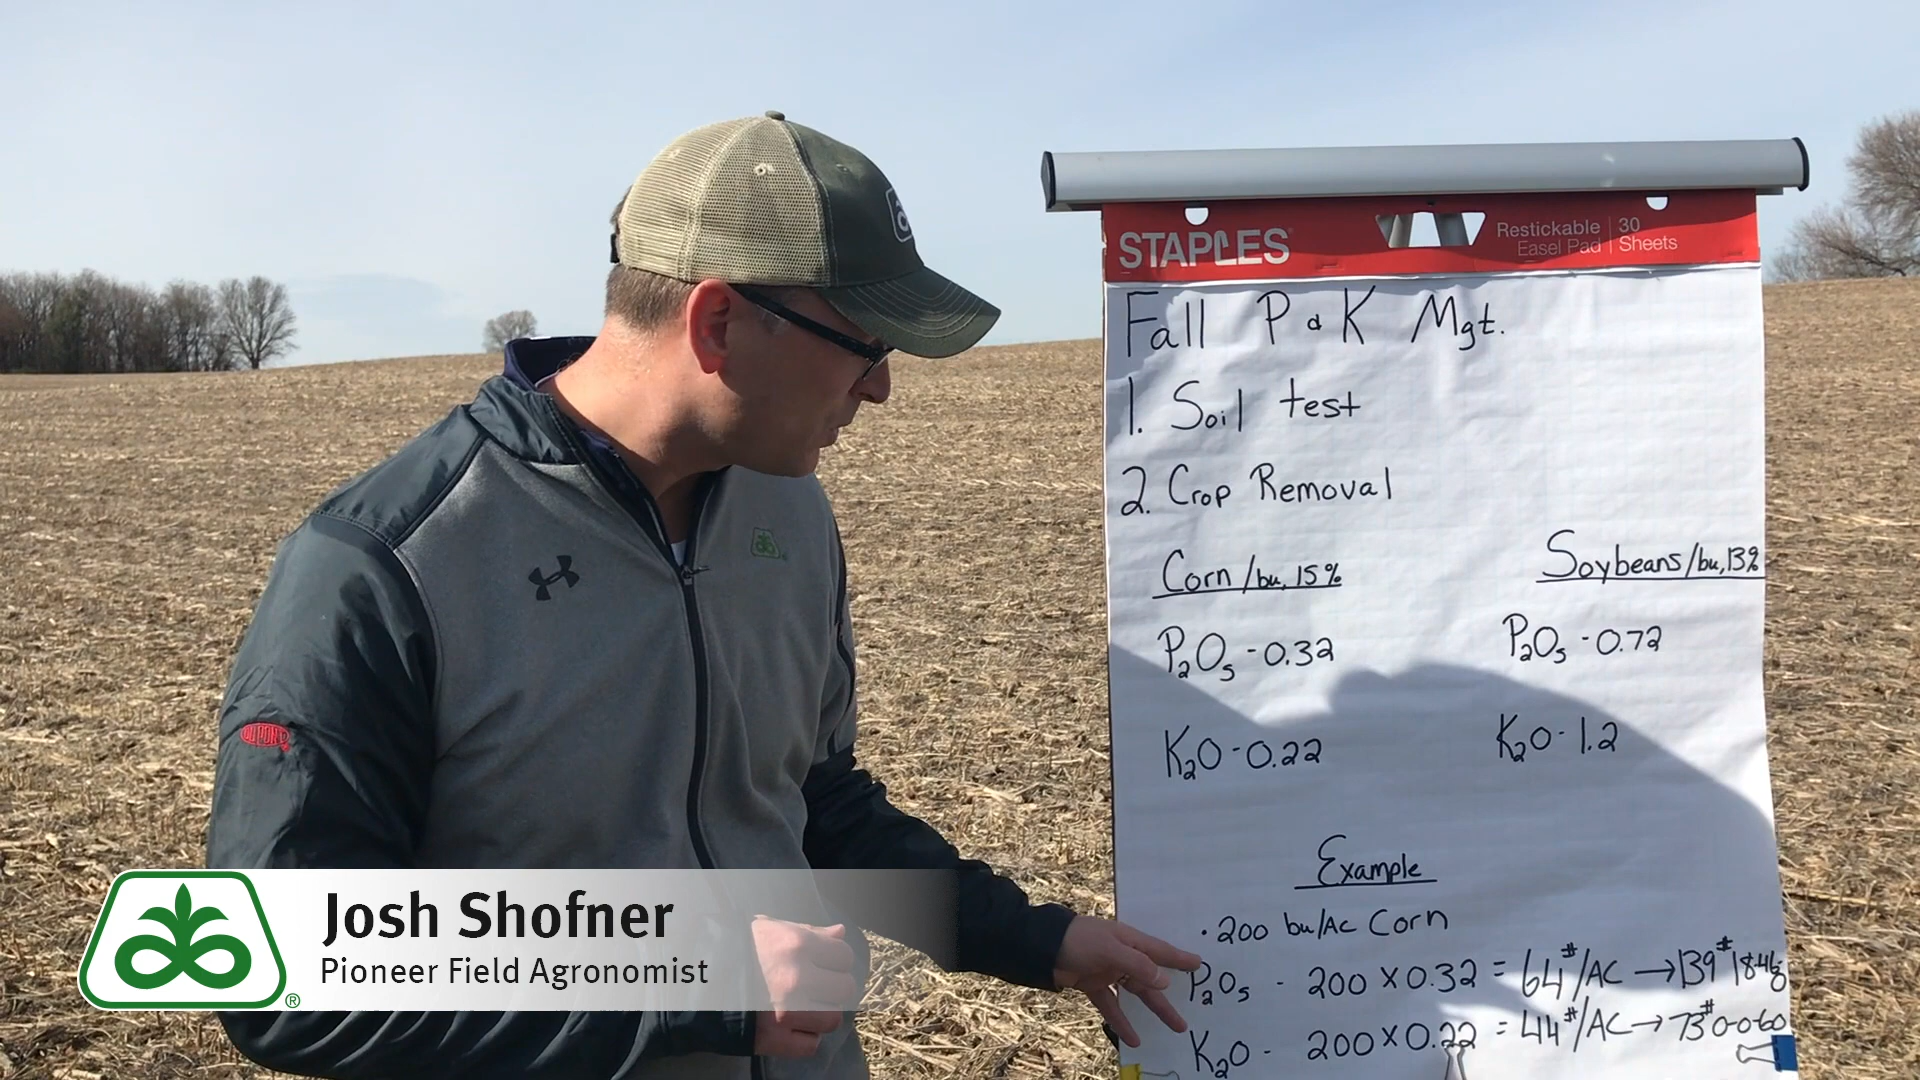 STAPLES
Restickable 30
Easel Pad Sheets
Fall P & K Mgt.
1. Soil test
2. Crop Removal
Corn/bu, 15%
P2O5 - 0.32
K2O - 0.22
Soybeans/bu, 13%
P2O5 - 0.72
K2O - 1.2
Example
• 200 bu/Ac Corn
P2O5 - 200 x 0.32 = 64#/AC → 139#
K2O - 200 x 0.22 = 44#/AC → 73# 0-0-60
DUPONT
Josh Shofner
Pioneer Field Agronomist
®